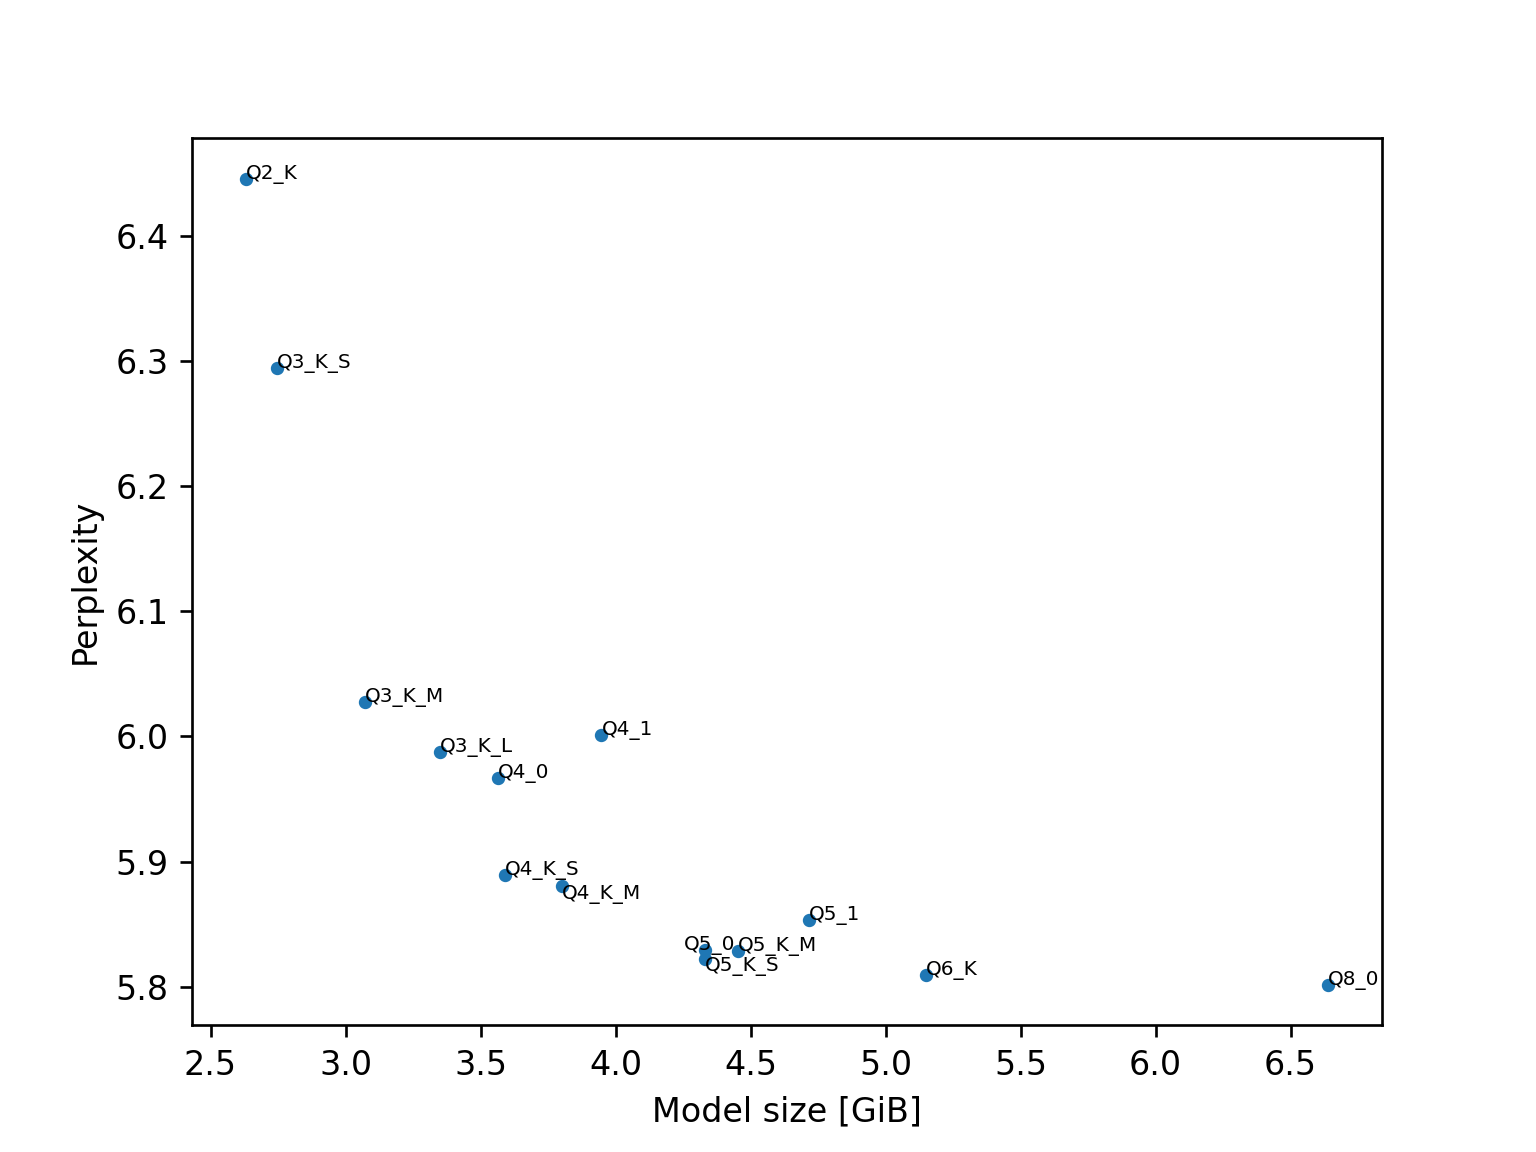 Q2_K
6.4
Q3_K_S
6.3
6.2
6.1
Perplexity
Q3_K_M
Q4_1
6.0
Q3_K_L
Q4_0
5.9
Q4_K_S
Q4_K_M
Q5_1
Q5_0
Q5_K_M
Q5_K_S
Q6_K
Q8_0
5.8
2.5 3.0 3.5 4.0 4.5 5.0 5.5 6.0 6.5
Model size [GiB]